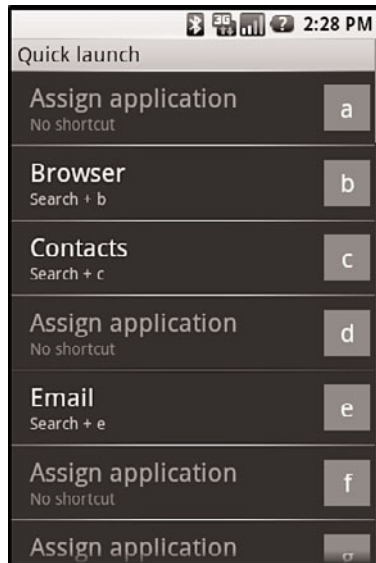 3G
2:28 PM
Quick launch
Assign application
a
No shortcut
Browser
b
Search + b
Contacts
c
Search + c
Assign application
d
No shortcut
Email
e
Search + e
Assign application
f
No shortcut
Assign application
g